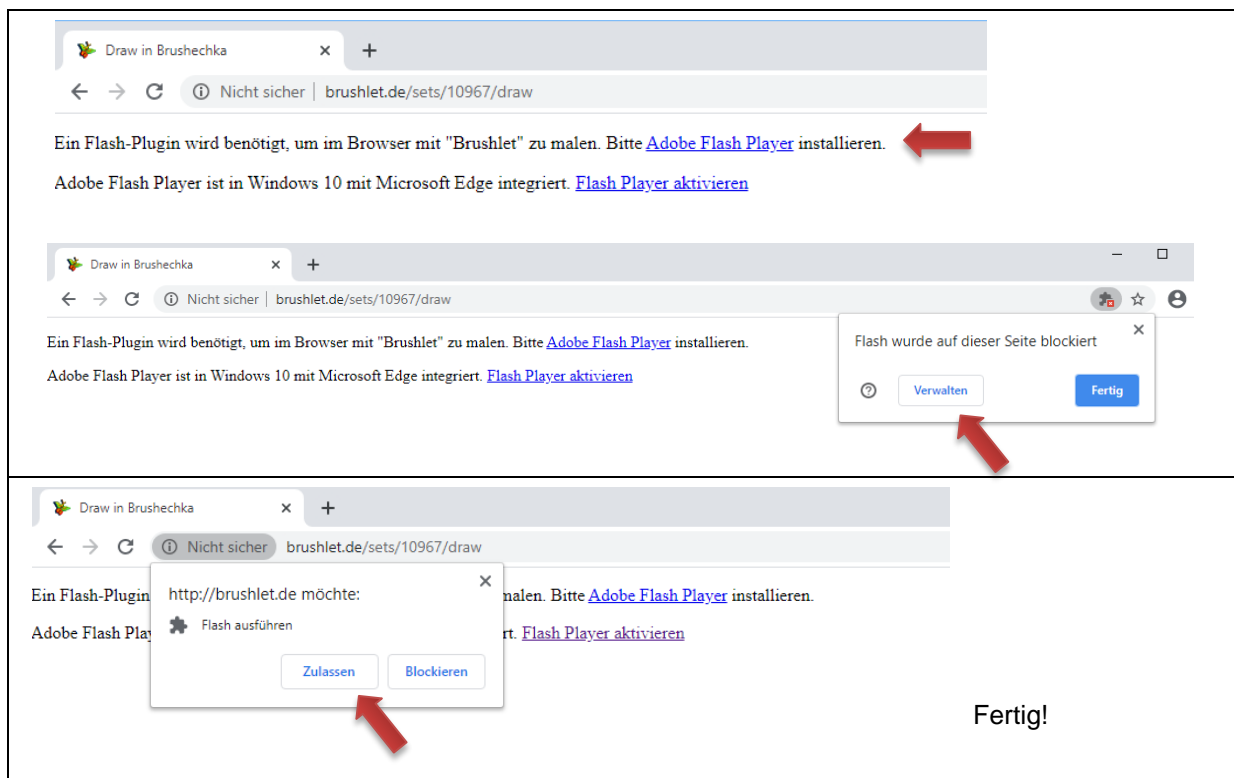 Draw in Brushechka
Nicht sicher | brushlet.de/sets/10967/draw
Ein Flash-Plugin wird benötigt, um im Browser mit "Brushlet" zu malen. Bitte Adobe Flash Player installieren.
Adobe Flash Player ist in Windows 10 mit Microsoft Edge integriert. Flash Player aktivieren
Draw in Brushechka
Nicht sicher | brushlet.de/sets/10967/draw
Ein Flash-Plugin wird benötigt, um im Browser mit "Brushlet" zu malen. Bitte Adobe Flash Player installieren.
Adobe Flash Player ist in Windows 10 mit Microsoft Edge integriert. Flash Player aktivieren
Flash wurde auf dieser Seite blockiert
Verwalten Fertig
Draw in Brushechka
Nicht sicher brushlet.de/sets/10967/draw
Ein Flash-Plugin malen. Bitte Adobe Flash Player installieren.
Adobe Flash Play rt. Flash Player aktivieren
http://brushlet.de möchte:
Flash ausführen
Zulassen Blockieren
Fertig!